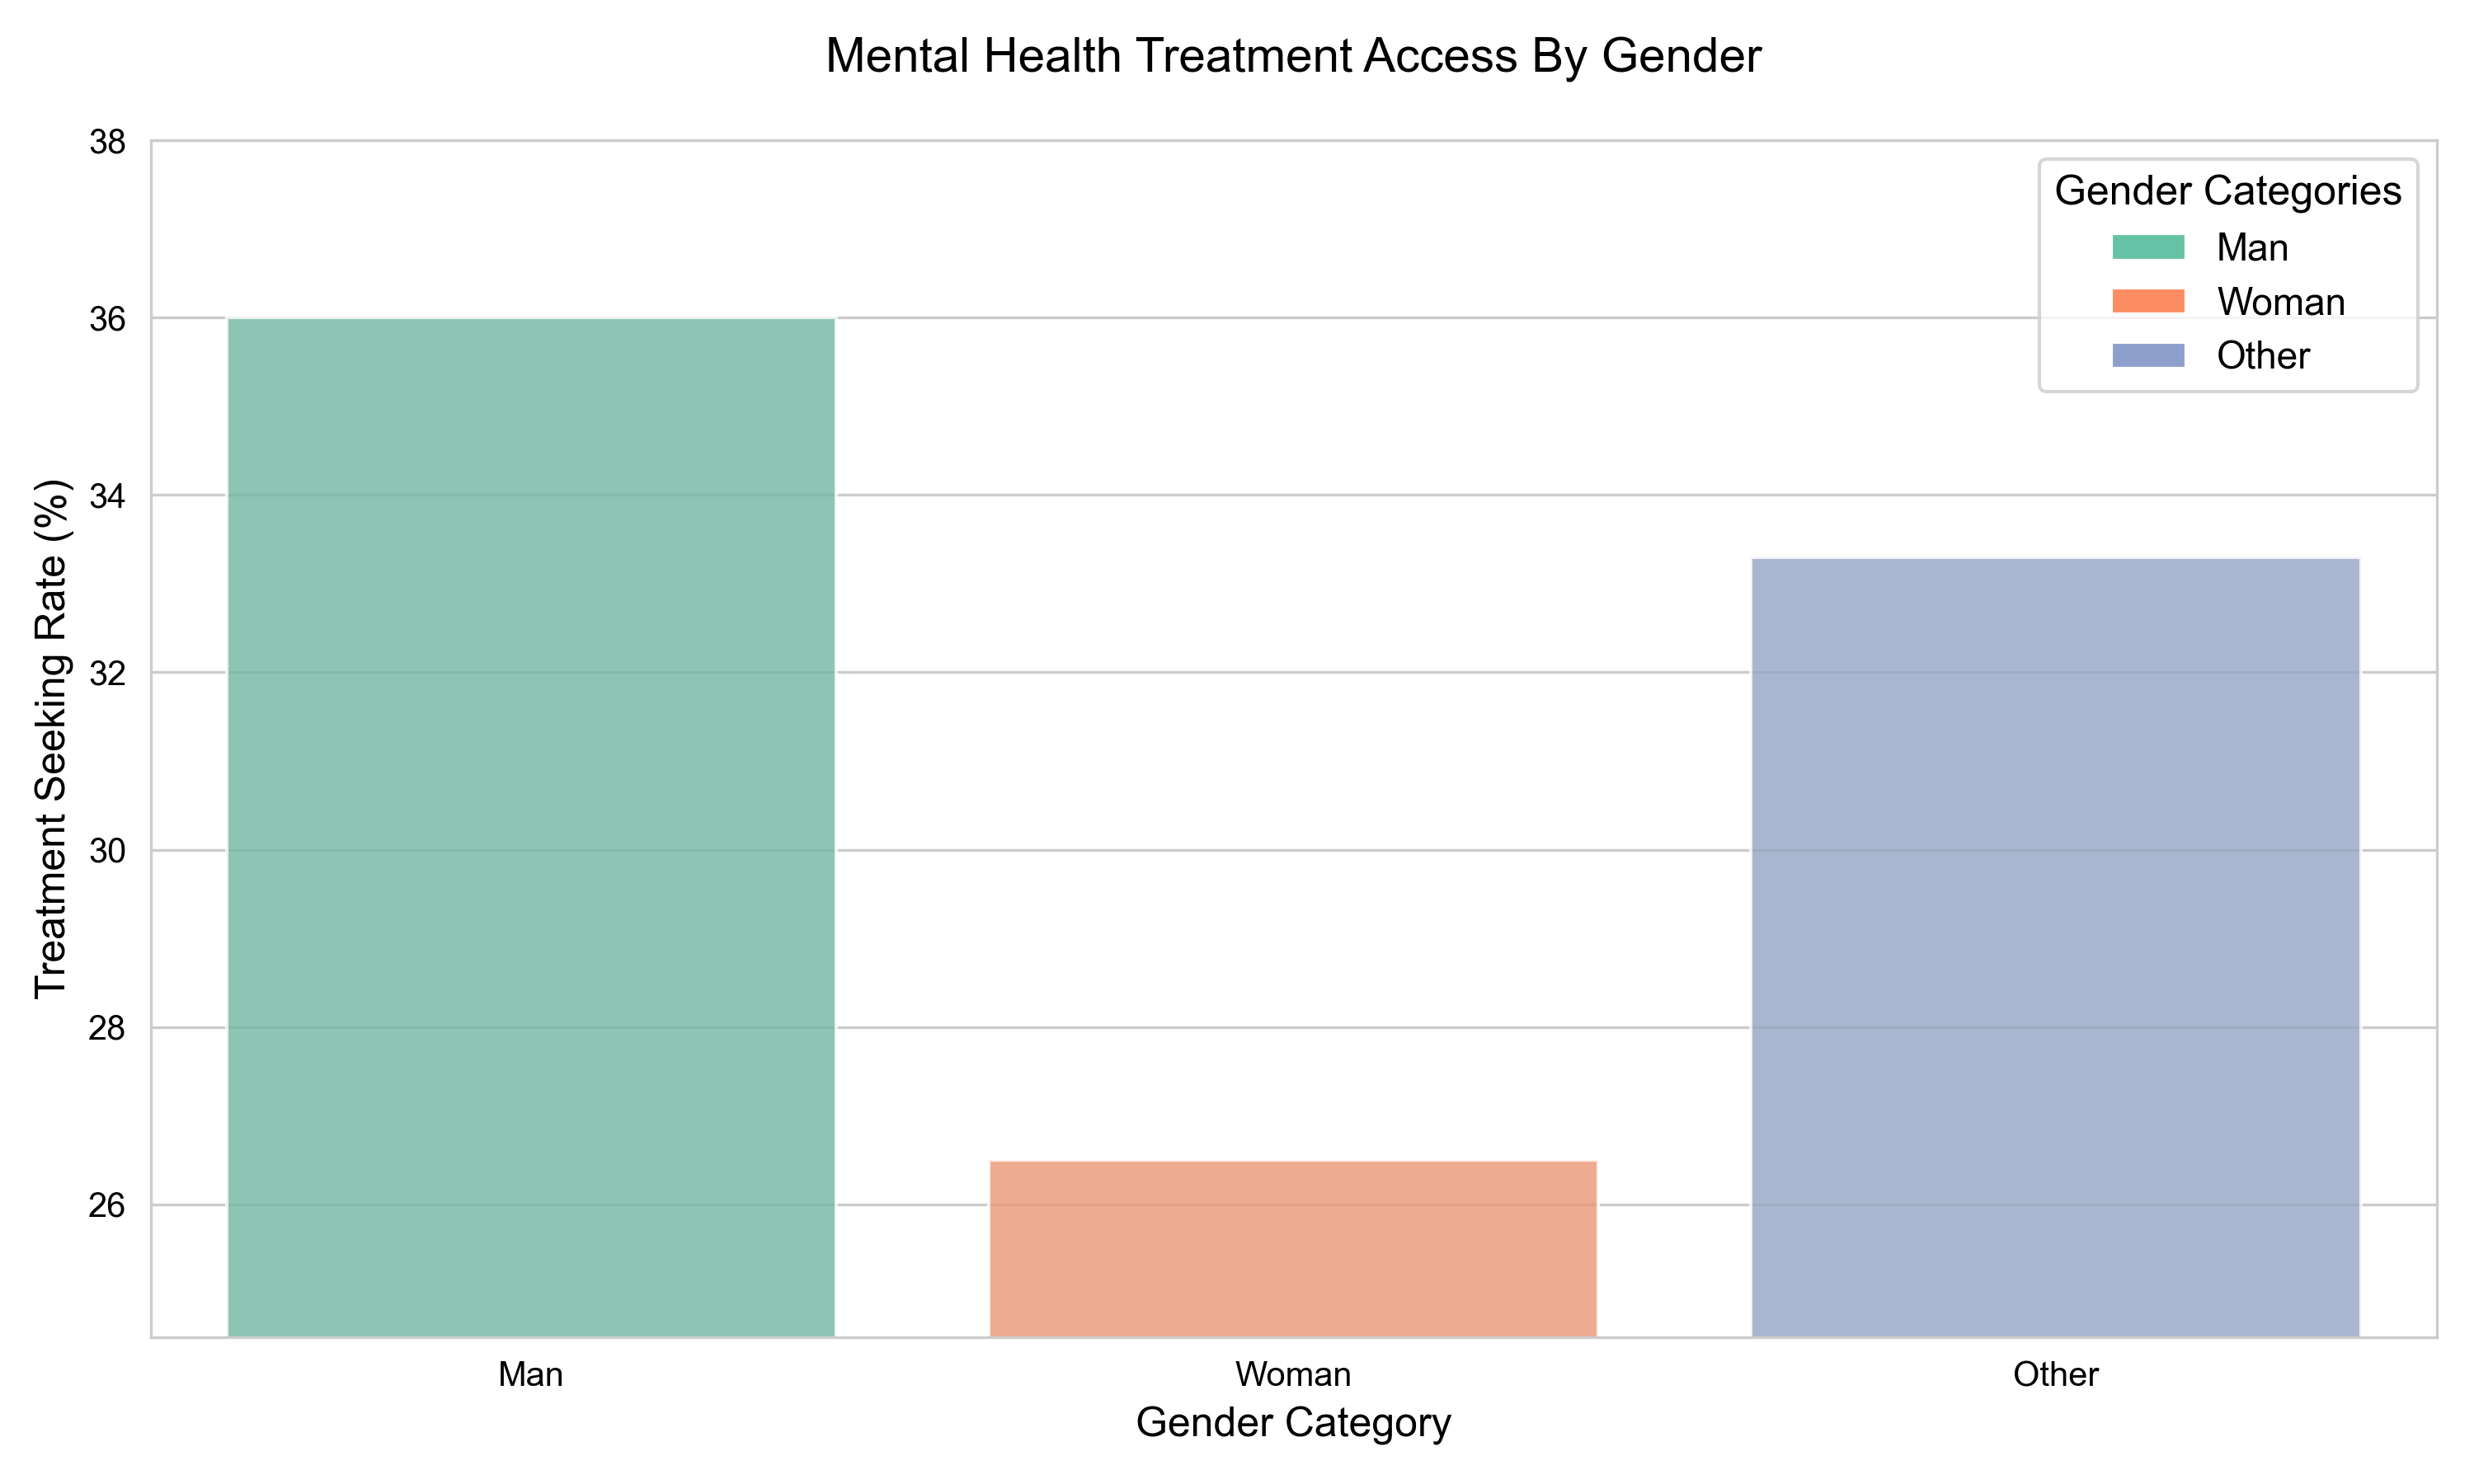 Mental Health Treatment Access By Gender
38
36
34
32
30
28
26
Treatment Seeking Rate (%)
Gender Categories
Man
Woman
Other
Man
Woman
Other
Gender Category